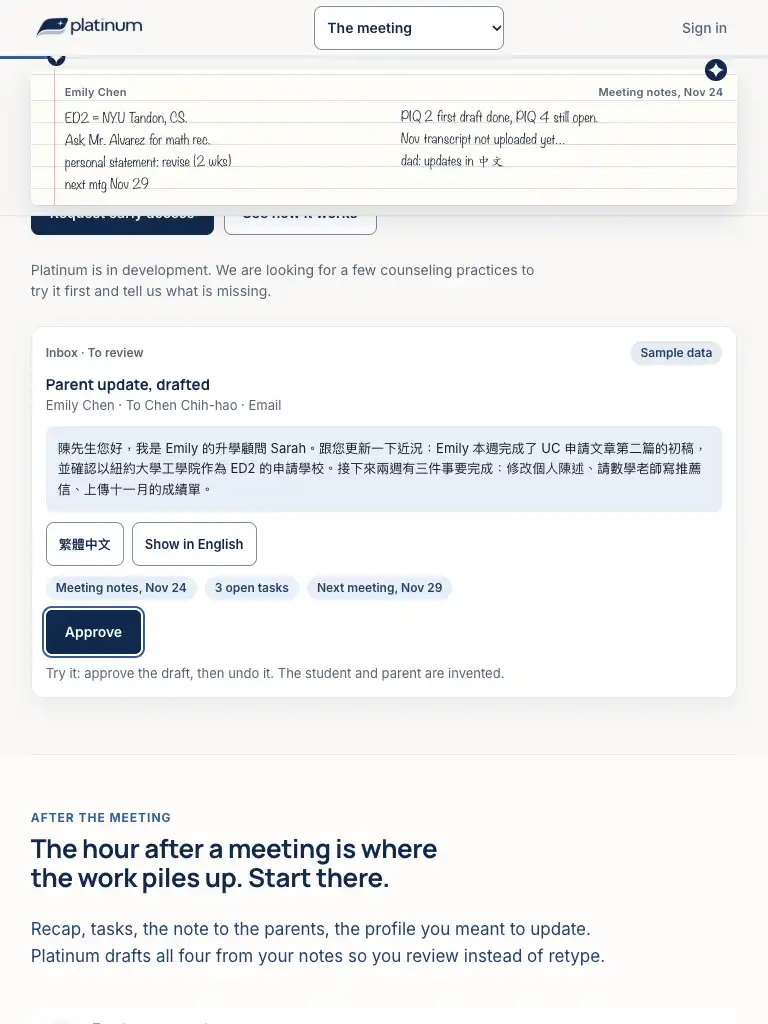 platinum
The meeting
Sign in
Emily Chen
Meeting notes, Nov 24
ED2 = NYU Tandon, CS.
Ask Mr. Alvarez for math rec.
personal statement: revise (2 wks)
next mtg Nov 29
PIQ 2 first draft done, PIQ 4 still open.
Nov transcript not uploaded yet...
dad: updates in 中文
Request early access
See how it works
Platinum is in development. We are looking for a few counseling practices to
try it first and tell us what is missing.
Inbox · To review
Sample data
Parent update, drafted
Emily Chen · To Chen Chih-hao · Email
陳先生您好，我是 Emily 的升學顧問 Sarah。跟您更新一下近況：Emily 本週完成了 UC 申請文章第二篇的初稿，
並確認以紐約大學工學院作為 ED2 的申請學校。接下來兩週有三件事要完成：修改個人陳述、請數學老師寫推薦
信、上傳十一月的成績單。
繁體中文
Show in English
Meeting notes, Nov 24
3 open tasks
Next meeting, Nov 29
Approve
Try it: approve the draft, then undo it. The student and parent are invented.
AFTER THE MEETING
The hour after a meeting is where
the work piles up. Start there.
Recap, tasks, the note to the parents, the profile you meant to update.
Platinum drafts all four from your notes so you review instead of retype.